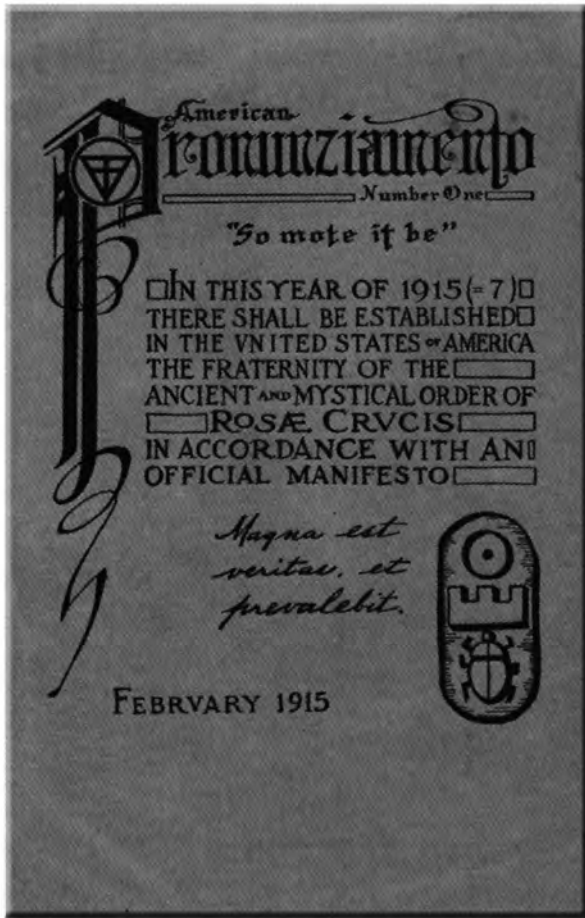 American
Pronunziamento
Number One
"So mote it be"
IN THIS YEAR OF 1915 (=7)
THERE SHALL BE ESTABLISHED
IN THE VNITED STATES OF AMERICA
THE FRATERNITY OF THE
ANCIENT AND MYSTICAL ORDER OF
ROSÆ CRVCIS
IN ACCORDANCE WITH AN
OFFICIAL MANIFESTO
Magna est
veritas, et
prevalebit.
FEBRVARY 1915